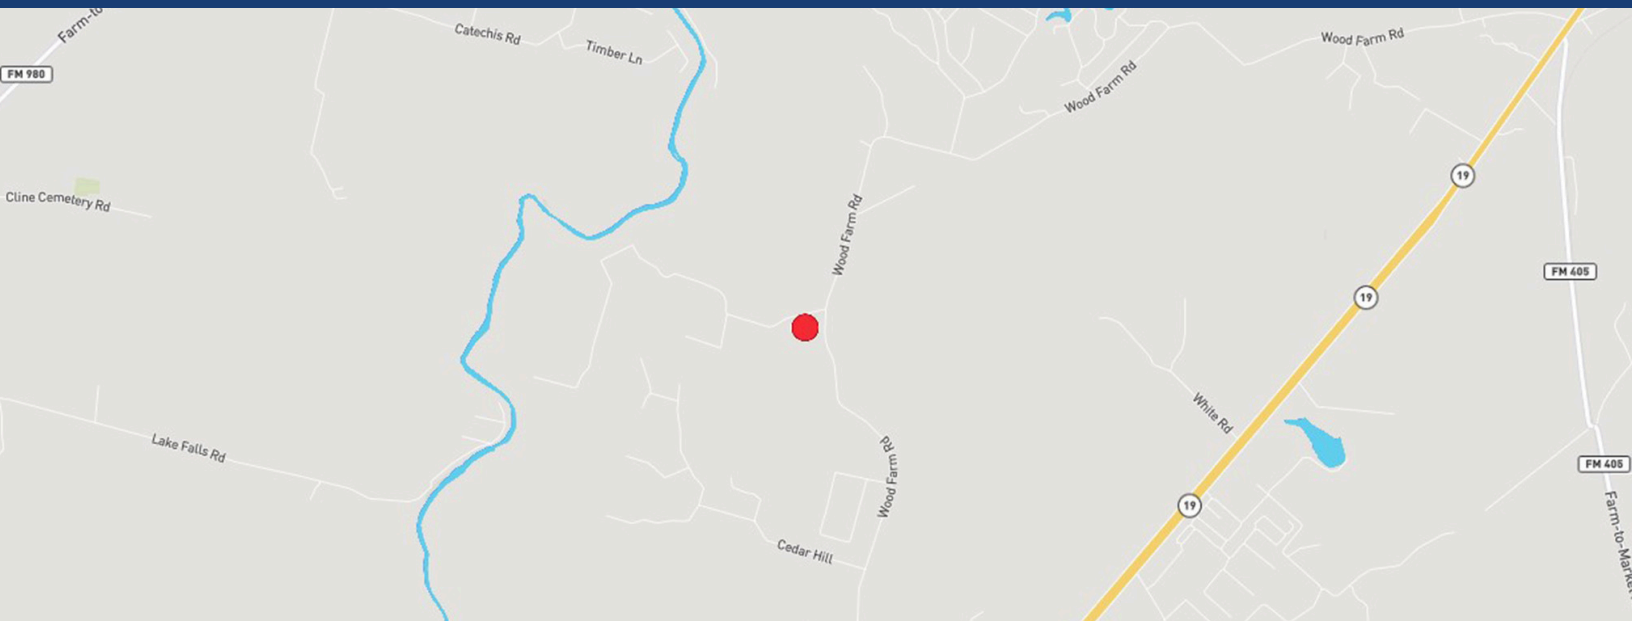 Farm-to
Catechis Rd
Timber Ln
Wood Farm Rd
FM 980
Wood Farm Rd
19
Cline Cemetery Rd
Wood Farm Rd
FM 405
19
White Rd
Lake Falls Rd
Wood Farm Rd
FM 405
19
Cedar Hill
Farm-to-Market